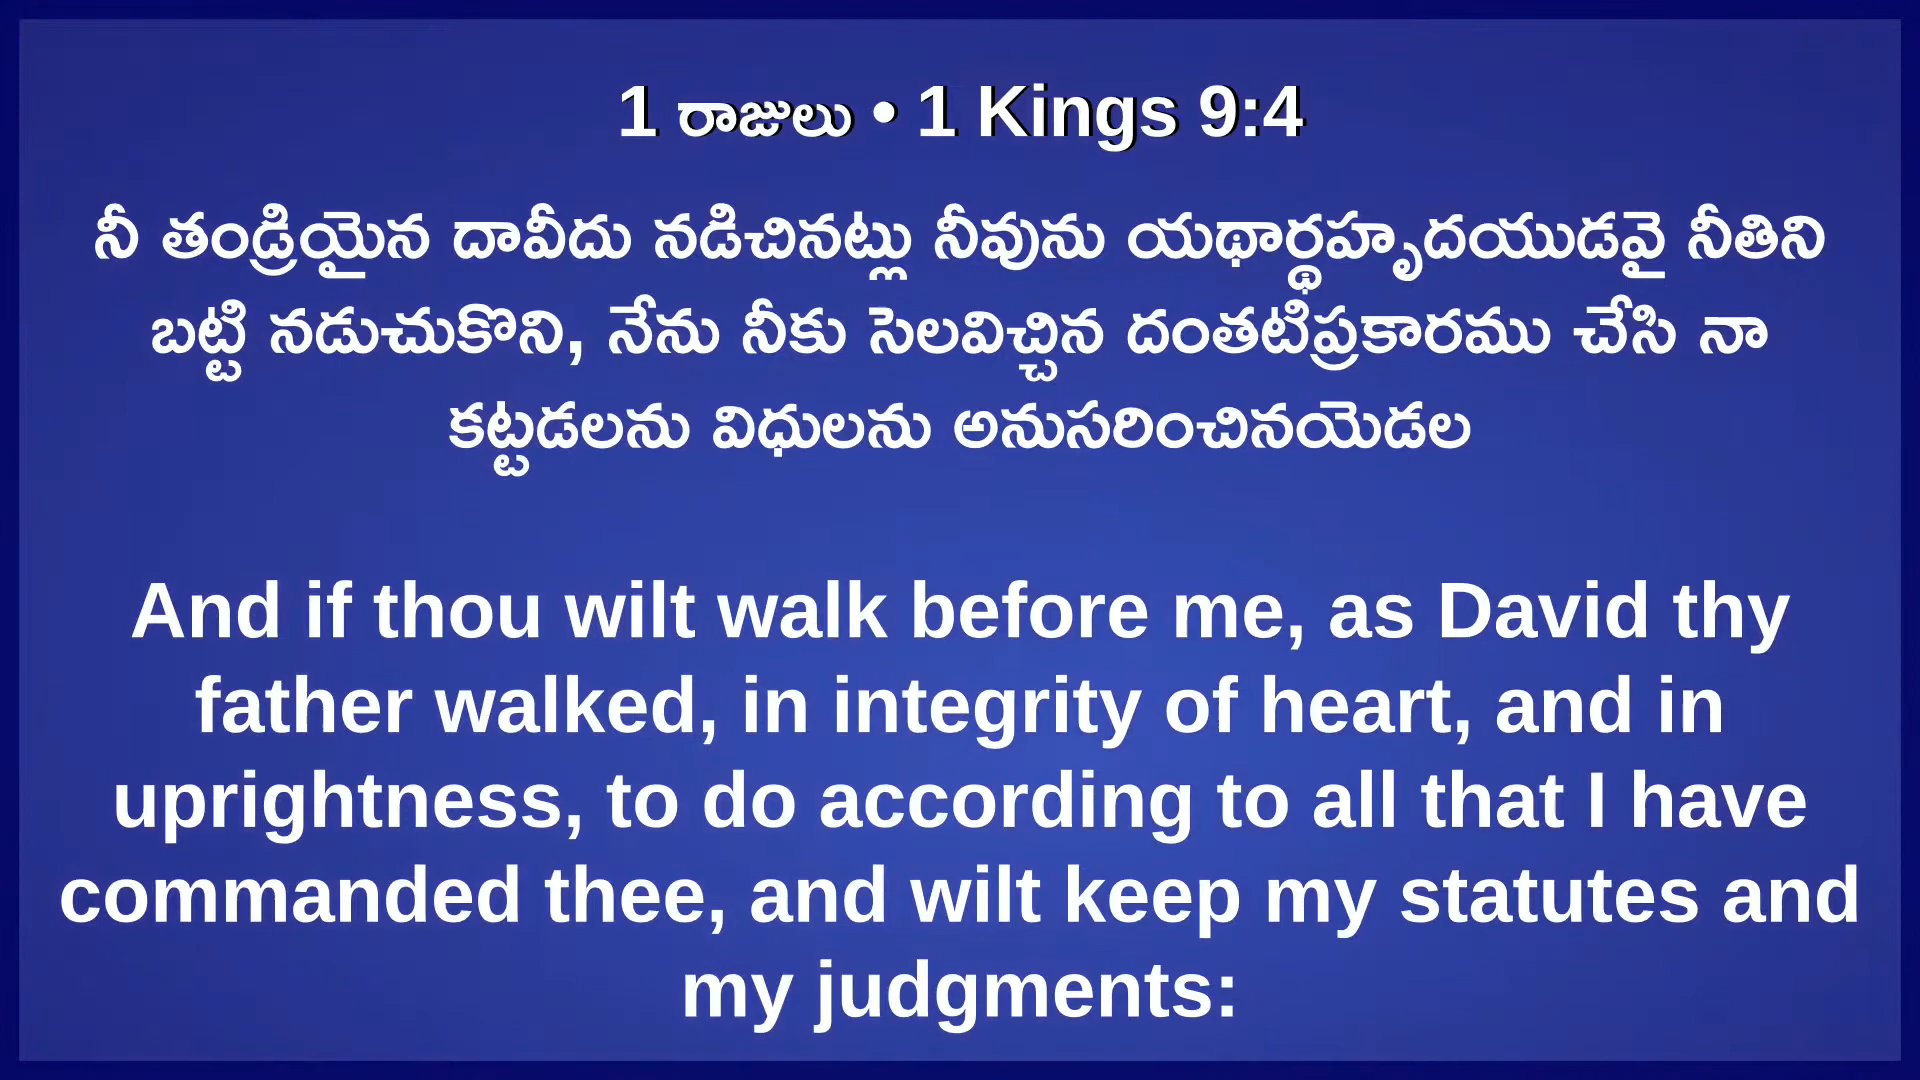 1 రాజులు • 1 Kings 9:4
నీ తండ్రియైన దావీదు నడిచినట్లు నీవును యథార్థహృదయుడవై నీతిని
బట్టి నడుచుకొని, నేను నీకు సెలవిచ్చిన దంతటిప్రకారము చేసి నా
కట్టడలను విధులను అనుసరించినయెడల
And if thou wilt walk before me, as David thy
father walked, in integrity of heart, and in
uprightness, to do according to all that I have
commanded thee, and wilt keep my statutes and
my judgments: